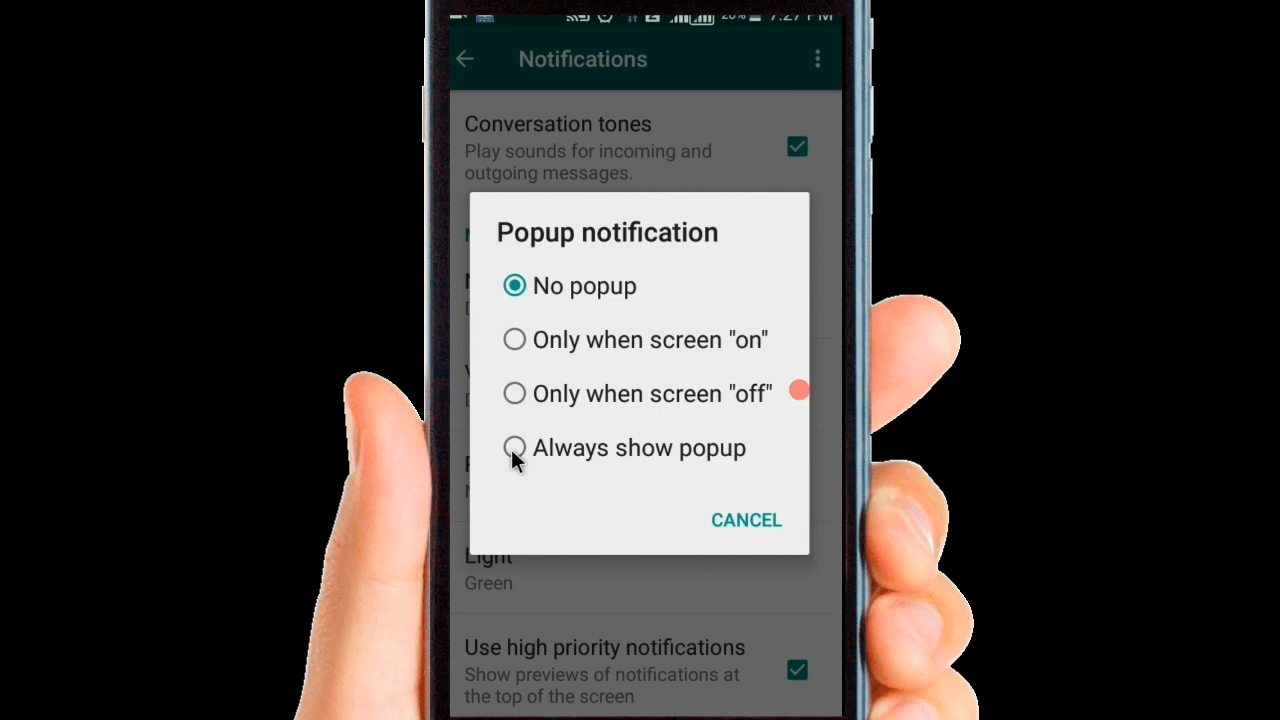 Notifications
Conversation tones
Play sounds for incoming and
outgoing messages.
Popup notification
No popup
Only when screen "on"
Only when screen "off"
Always show popup
CANCEL
Light
Green
Use high priority notifications
Show previews of notifications at
the top of the screen